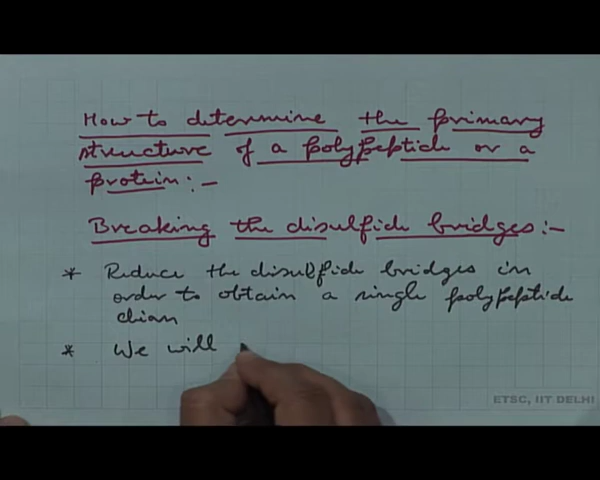 How to determine the primary
structure of a polypeptide or a
protein:-
Breaking the disulfide bridges:-
* Reduce the disulfide bridges in
order to obtain a single polypeptide
chian
* We will
ETSC, IIT DELHI